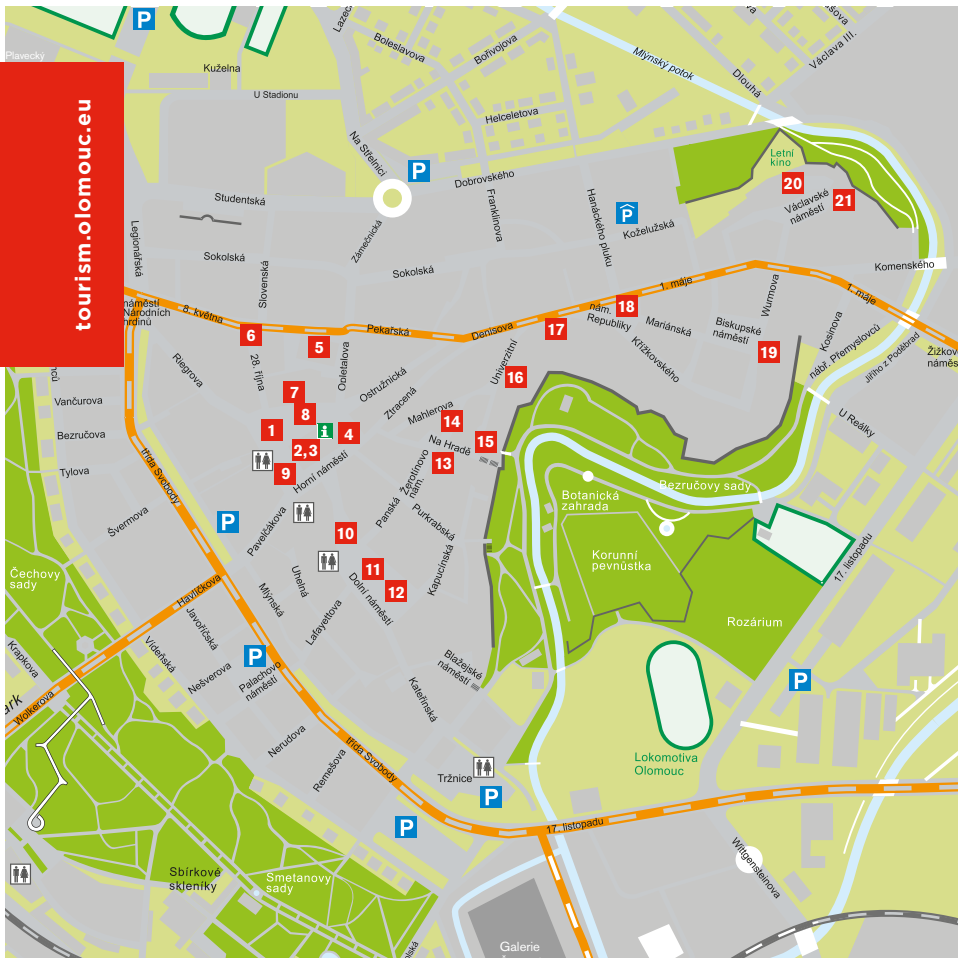 P
Lazec
Boleslavova
Bořivojova
Mlýnský potok
Dlouhá
Václava III.
Plavecký
Kuželna
U Stadionu
tourism.olomouc.eu
Helceletova
Na Střelnici
P
Dobrovského
Letní
kino
20
21
Václavské
náměstí
Studentská
Franklinova
Hanáckého pluku
P
Koželužská
Zámečnická
Legionářská
Sokolská
Slovenská
Sokolská
Komenského
náměstí
Národních
hrdinů
8. května
Pekařská
Denisova
1. máje
1. máje
Wurmova
Kosinova
nábř. Přemyslovců
Jiřího z Poděbrad
Žižkovo
náměs
6
5
17
18
nám.
Republiky
Mariánská
Křížkovského
Biskupské
náměstí
19
Riegrova
28. října
Opletalova
Ostružnická
Ztracená
Univerzitní
16
Vančurova
Bezručova
Tylova
7
8
1
2,3
i
4
9
Horní náměstí
Mahlerova
14
Na Hradě
15
13
Žerotínovo
nám.
U Reálky
Bezručovy sady
Botanická
zahrada
třída Svobody
Švermova
P
Pavelčákova
Panská
Purkrabská
10
11
12
Korunní
pevnůstka
17. listopadu
Kapucínská
Čechovy
sady
Havlíčkova
Mlýnská
Uhelná
Lafayettova
Dolní náměstí
Rozárium
Krapkova
Javoříčská
Vídeňská
P
Nešverova
Palachovo
náměstí
Blažejské
náměstí
Kateřinská
P
ark
Wolkerova
Nerudova
Remešova
třída Svobody
Lokomotiva
Olomouc
Tržnice
P
P
17. listopadu
Wittgensteinova
Sbírkové
skleníky
Smetanovy
sady
Galerie